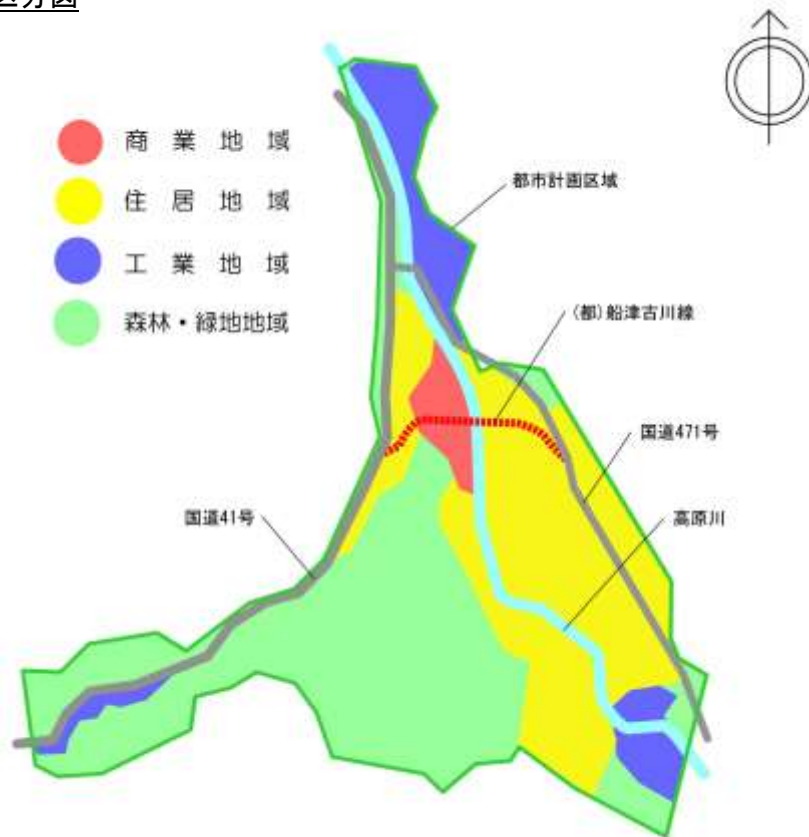 区分図
商業地域
住居地域
工業地域
森林・緑地地域
都市計画区域
(都)船津古川線
国道471号
国道41号
高原川